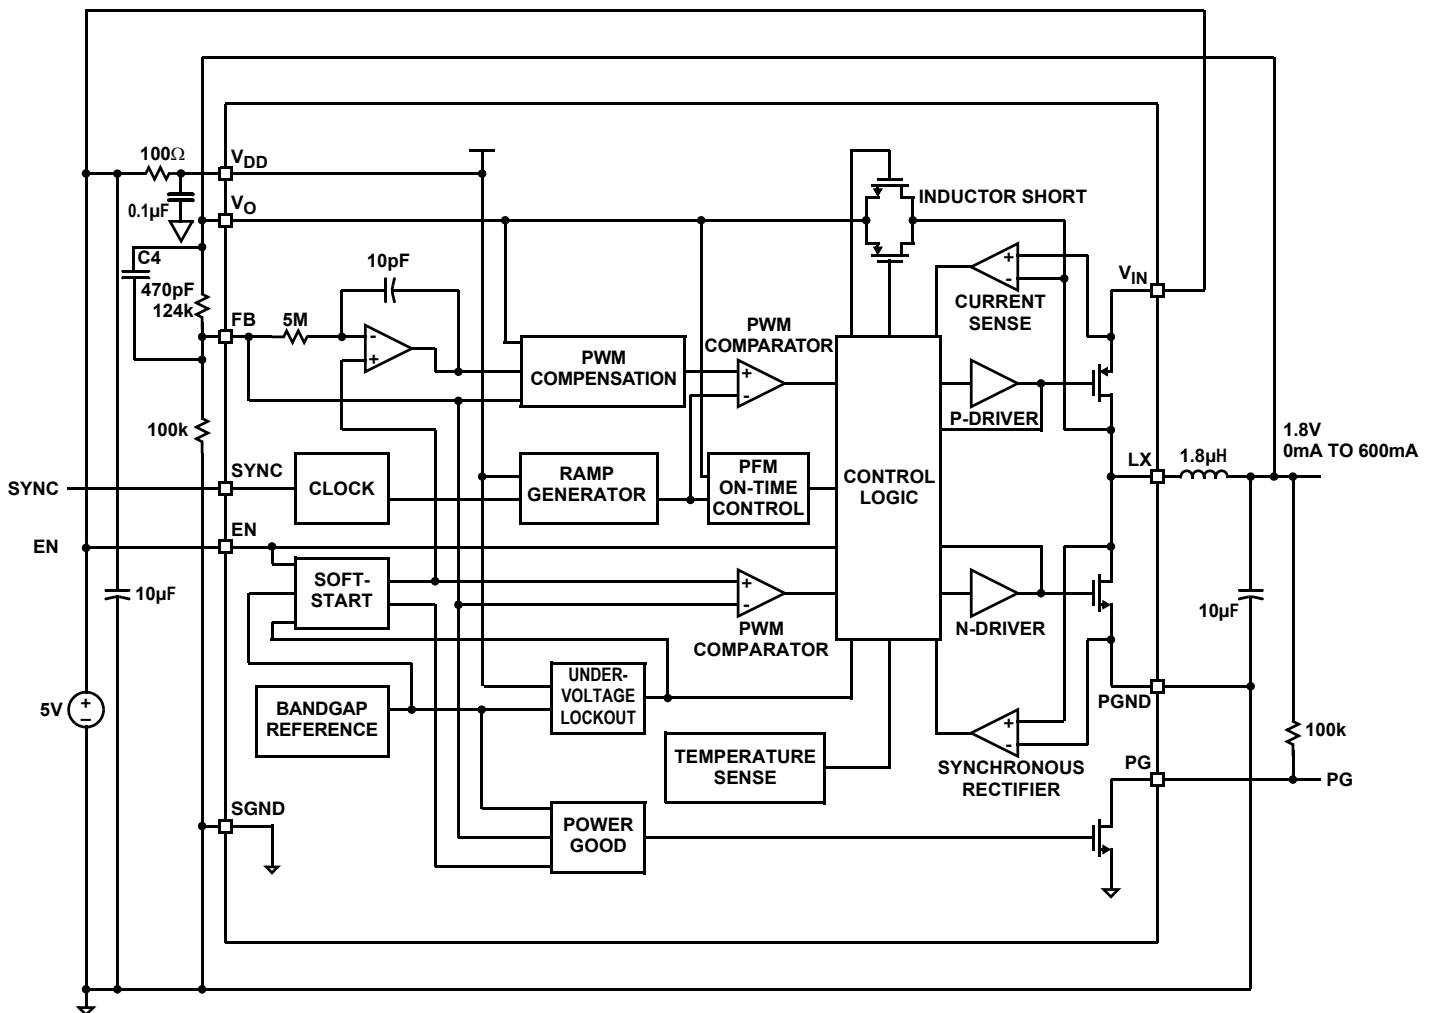 100Ω
VDD
0.1µF
VO
INDUCTOR SHORT
C4
470pF
124k
10pF
+
-
CURRENT
SENSE
VIN
FB
5M
-
+
PWM
COMPARATOR
PWM
COMPENSATION
+
-
P-DRIVER
100k
1.8V
0mA TO 600mA
SYNC
SYNC
CLOCK
RAMP
GENERATOR
PFM
ON-TIME
CONTROL
CONTROL
LOGIC
LX
1.8µH
EN
EN
SOFT-
START
+
-
PWM
COMPARATOR
N-DRIVER
10µF
10µF
5V
+
–
BANDGAP
REFERENCE
UNDER-
VOLTAGE
LOCKOUT
PGND
TEMPERATURE
SENSE
+
-
SYNCHRONOUS
RECTIFIER
100k
PG
PG
SGND
POWER
GOOD